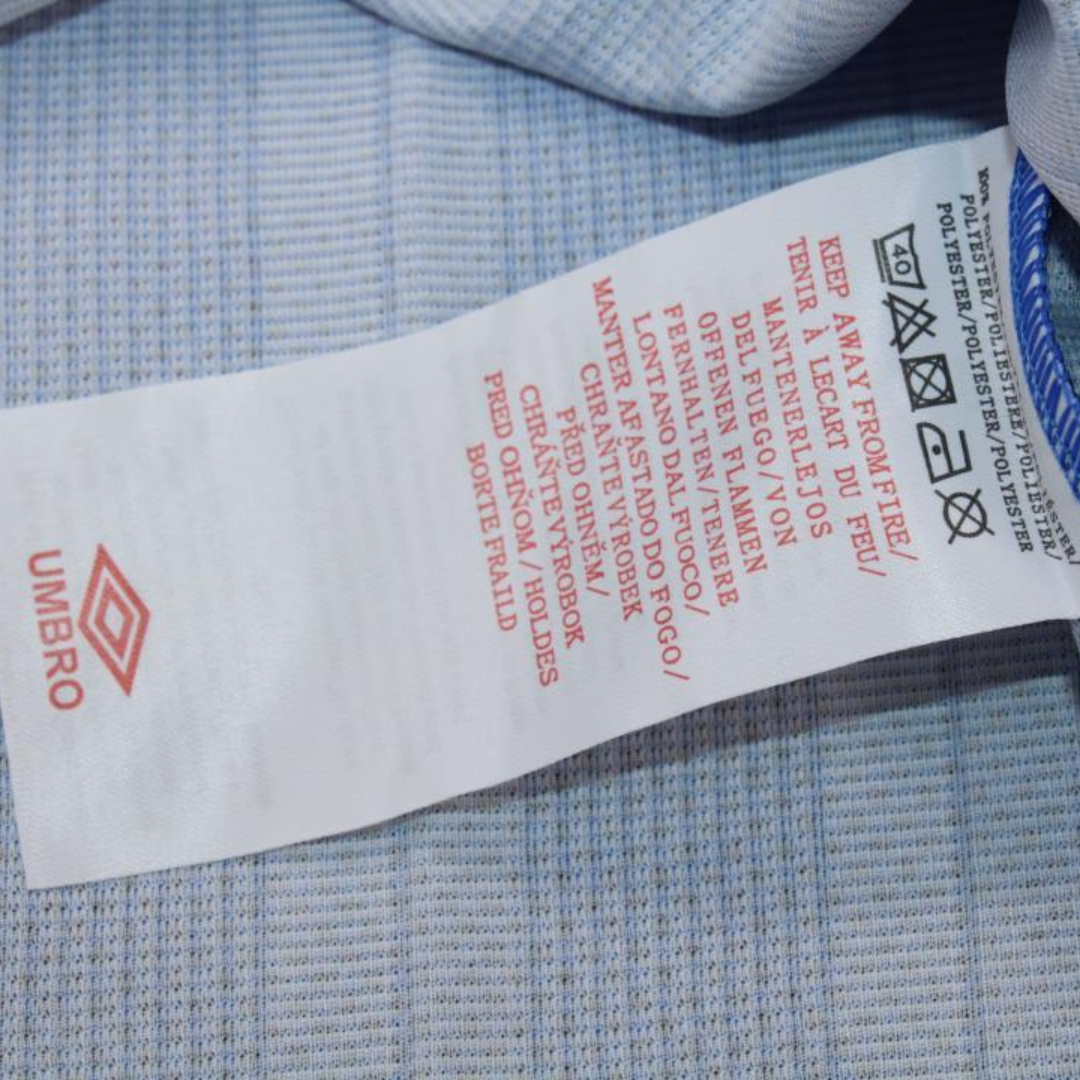 100%
POLYESTER/POLIESTERE/POLIESTER/
POLYESTER/POLYESTER/POLYESTER
40
KEEP AWAY FROM FIRE/
TENIR À LECART DU FEU/
MANTENERLEJOS
DEL FUEGO/VON
OFFENEN FLAMMEN
FERNHALTEN/TENERE
LONTANO DAL FUOCO/
MANTER AFASTADO DO FOGO/
CHRAŇTE VÝROBEK
PŘED OHNĚM/
CHRÁŇTE VÝROBOK
PRED OHŇOM/HOLDES
BORTE FRA ILD
UMBRO